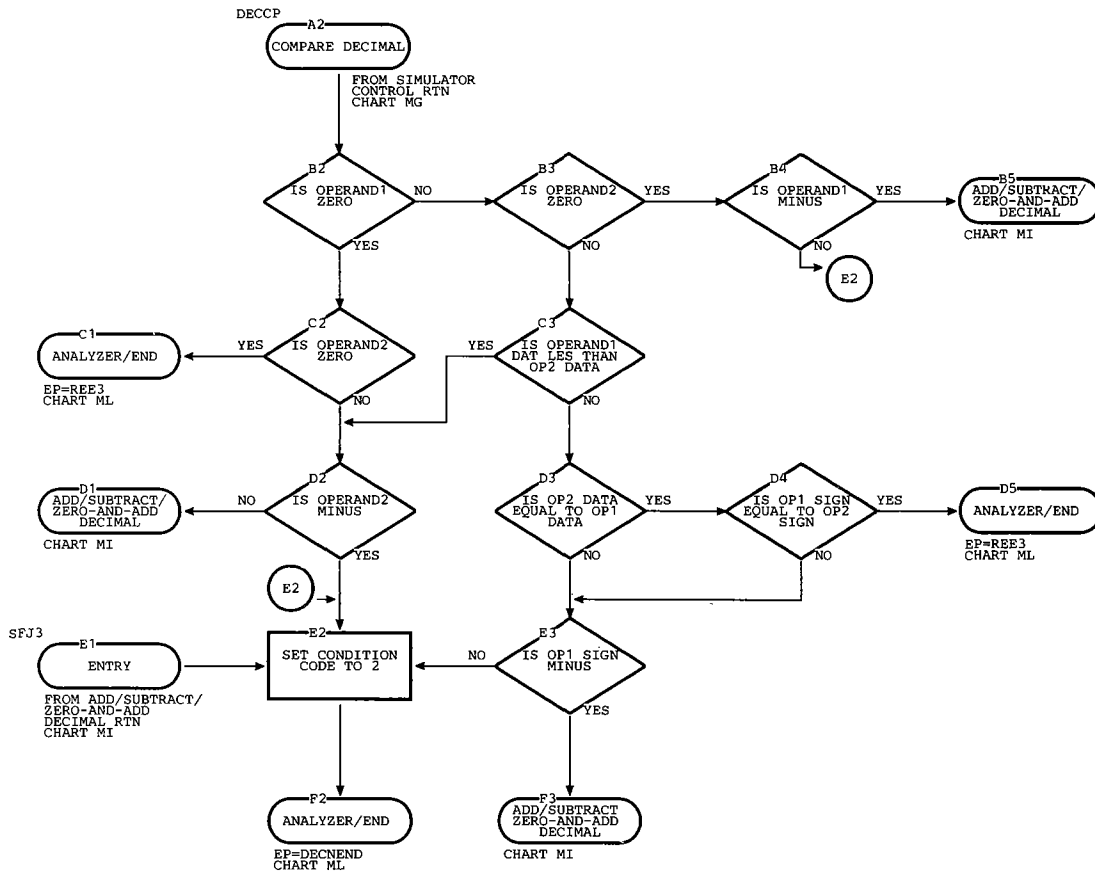 DECCP
A2
COMPARE DECIMAL
FROM SIMULATOR
CONTROL RTN
CHART MG
B2
IS OPERAND1
ZERO
NO
YES
B3
IS OPERAND2
ZERO
YES
NO
B4
IS OPERAND1
MINUS
YES
NO
E2
B5
ADD/SUBTRACT/
ZERO-AND-ADD
DECIMAL
CHART MI
C1
ANALYZER/END
EP=REE3
CHART ML
YES
C2
IS OPERAND2
ZERO
NO
YES
C3
IS OPERAND1
DAT LES THAN
OP2 DATA
NO
D1
ADD/SUBTRACT/
ZERO-AND-ADD
DECIMAL
CHART MI
NO
D2
IS OPERAND2
MINUS
YES
D3
IS OP2 DATA
EQUAL TO OP1
DATA
YES
NO
D4
IS OP1 SIGN
EQUAL TO OP2
SIGN
YES
NO
D5
ANALYZER/END
EP=REE3
CHART ML
E2
SFJ3
E1
ENTRY
FROM ADD/SUBTRACT/
ZERO-AND-ADD
DECIMAL RTN
CHART MI
E2
SET CONDITION
CODE TO 2
NO
E3
IS OP1 SIGN
MINUS
YES
F2
ANALYZER/END
EP=DECNEND
CHART ML
F3
ADD/SUBTRACT
ZERO-AND-ADD
DECIMAL
CHART MI